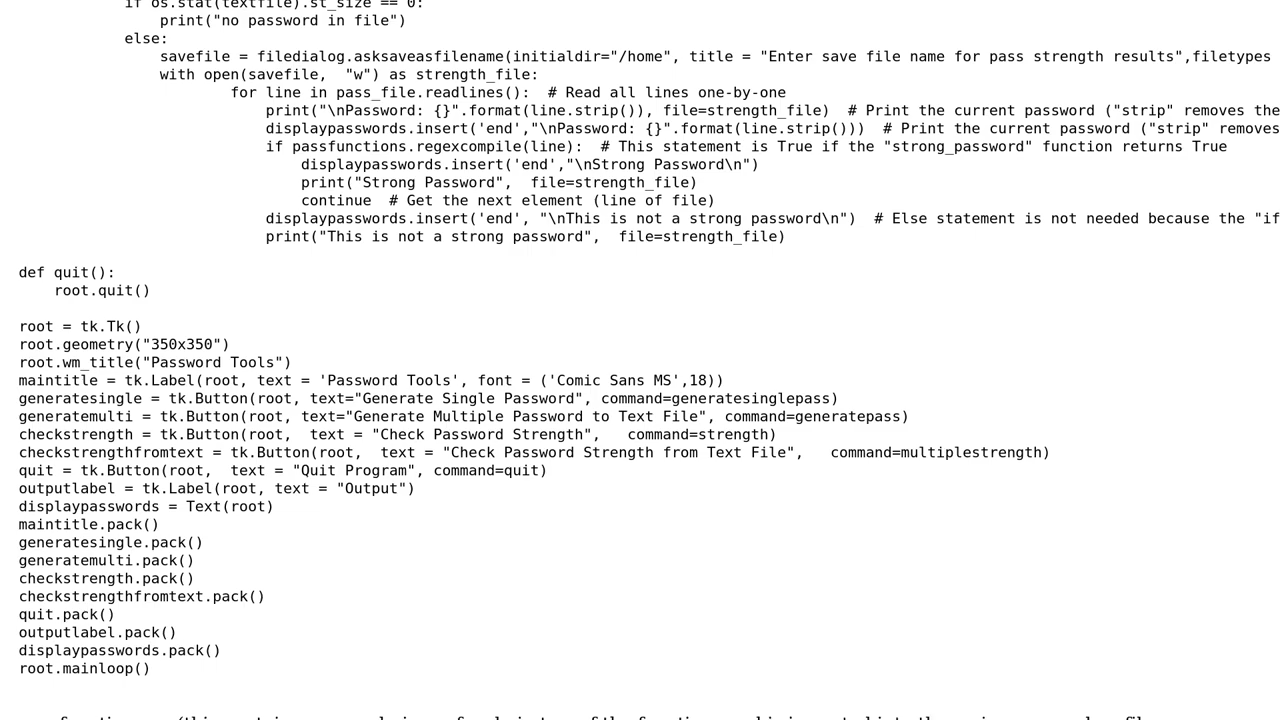 if os.stat(textfile).st_size == 0:
print("no password in file")
else:
savefile = filedialog.asksaveasfilename(initialdir="/home", title = "Enter save file name for pass strength results",filetypes
with open(savefile,  "w") as strength_file:
for line in pass_file.readlines():  # Read all lines one-by-one
print("\nPassword: {}".format(line.strip()), file=strength_file)  # Print the current password ("strip" removes the
displaypasswords.insert('end',"\nPassword: {}".format(line.strip()))  # Print the current password ("strip" removes
if passfunctions.regexcompile(line):  # This statement is True if the "strong_password" function returns True
displaypasswords.insert('end',"\nStrong Password\n")
print("Strong Password",  file=strength_file)
continue  # Get the next element (line of file)
displaypasswords.insert('end', "\nThis is not a strong password\n")  # Else statement is not needed because the "if
print("This is not a strong password",  file=strength_file)
def quit():
root.quit()
root = tk.Tk()
root.geometry("350x350")
root.wm_title("Password Tools")
maintitle = tk.Label(root, text = 'Password Tools', font = ('Comic Sans MS',18))
generatesingle = tk.Button(root, text="Generate Single Password", command=generatesinglepass)
generatemulti = tk.Button(root, text="Generate Multiple Password to Text File", command=generatepass)
checkstrength = tk.Button(root,  text = "Check Password Strength",   command=strength)
checkstrengthfromtext = tk.Button(root,  text = "Check Password Strength from Text File",   command=multiplestrength)
quit = tk.Button(root,  text = "Quit Program", command=quit)
outputlabel = tk.Label(root, text = "Output")
displaypasswords = Text(root)
maintitle.pack()
generatesingle.pack()
generatemulti.pack()
checkstrength.pack()
checkstrengthfromtext.pack()
quit.pack()
outputlabel.pack()
displaypasswords.pack()
root.mainloop()